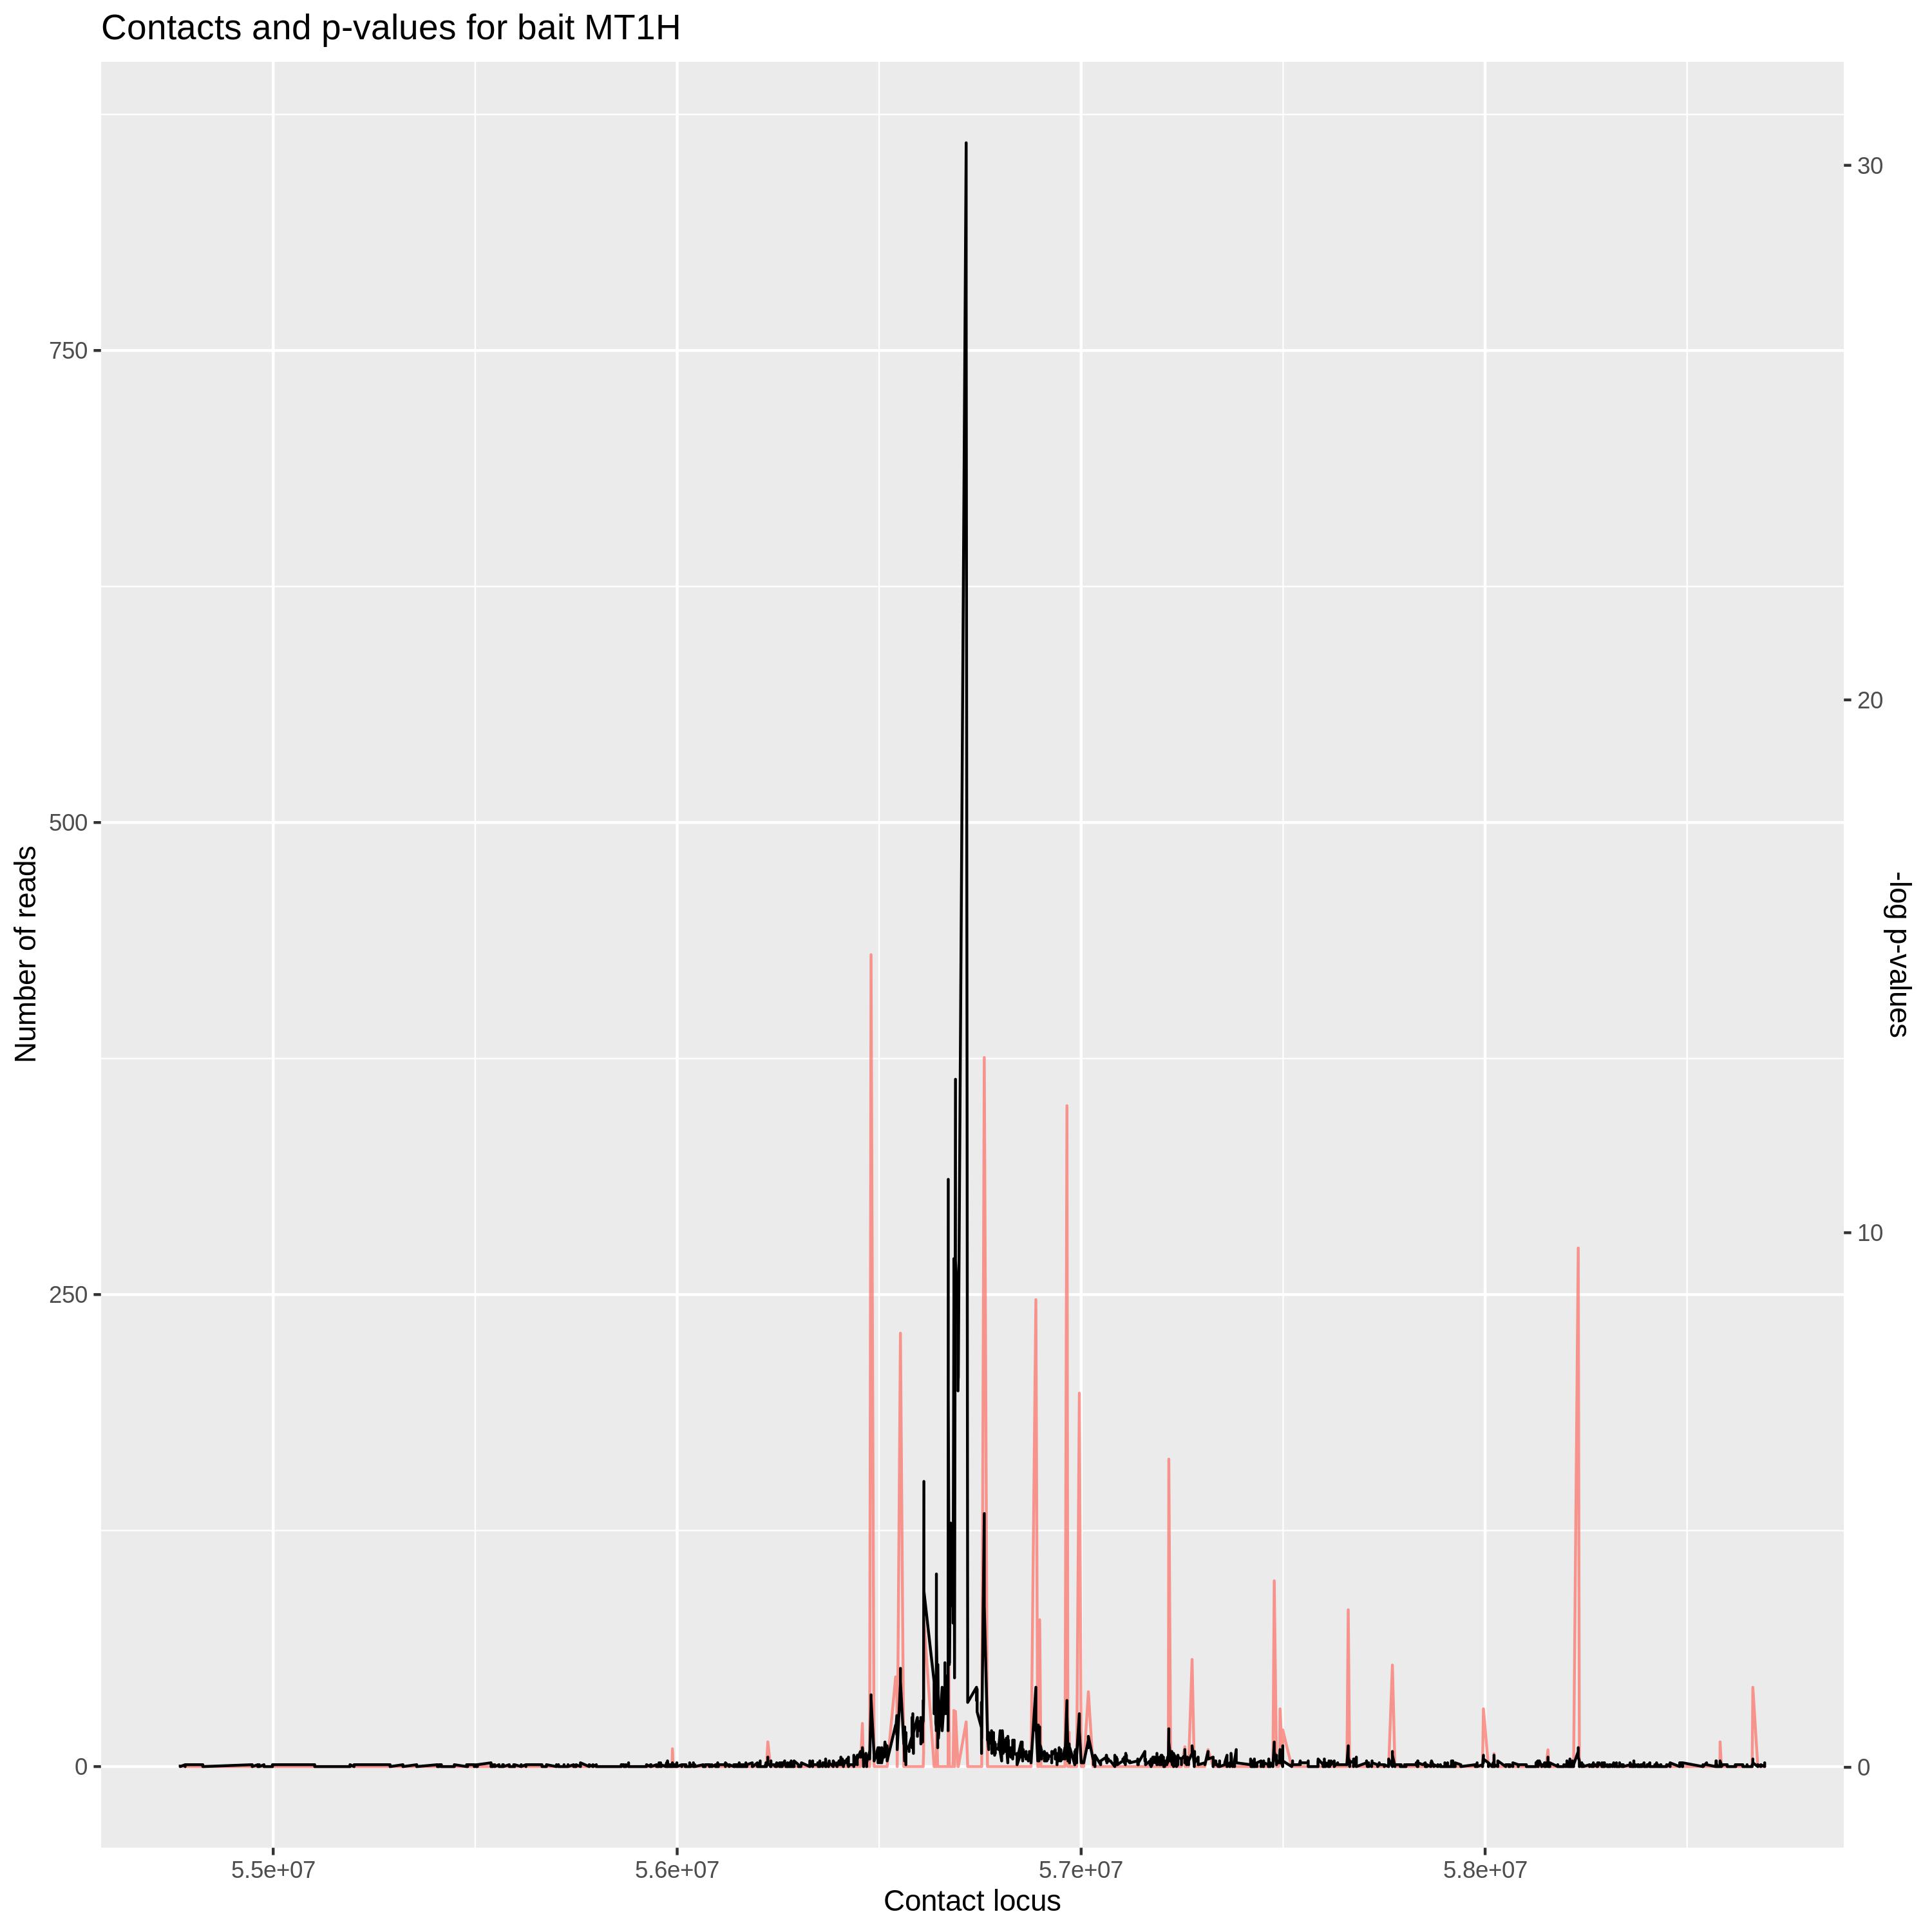 Contacts and p-values for bait MT1H
750
500
250
0
30
20
10
0
Number of reads
-log p-values
5.5e+07
5.6e+07
5.7e+07
5.8e+07
Contact locus